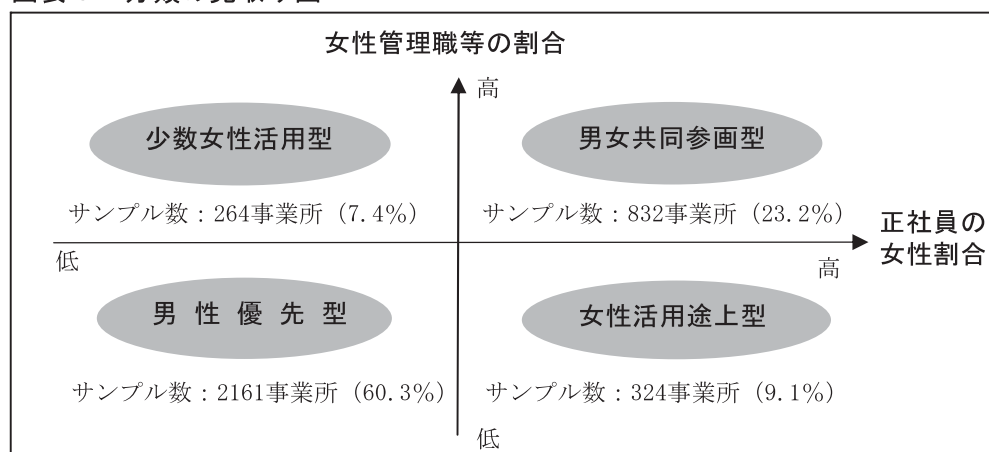 女性管理職等の割合
高
少数女性活用型
男女共同参画型
サンプル数：264事業所（7.4%）
サンプル数：832事業所（23.2%）
正社員の
女性割合
低
高
男性優先型
女性活用途上型
サンプル数：2161事業所（60.3%）
サンプル数：324事業所（9.1%）
低